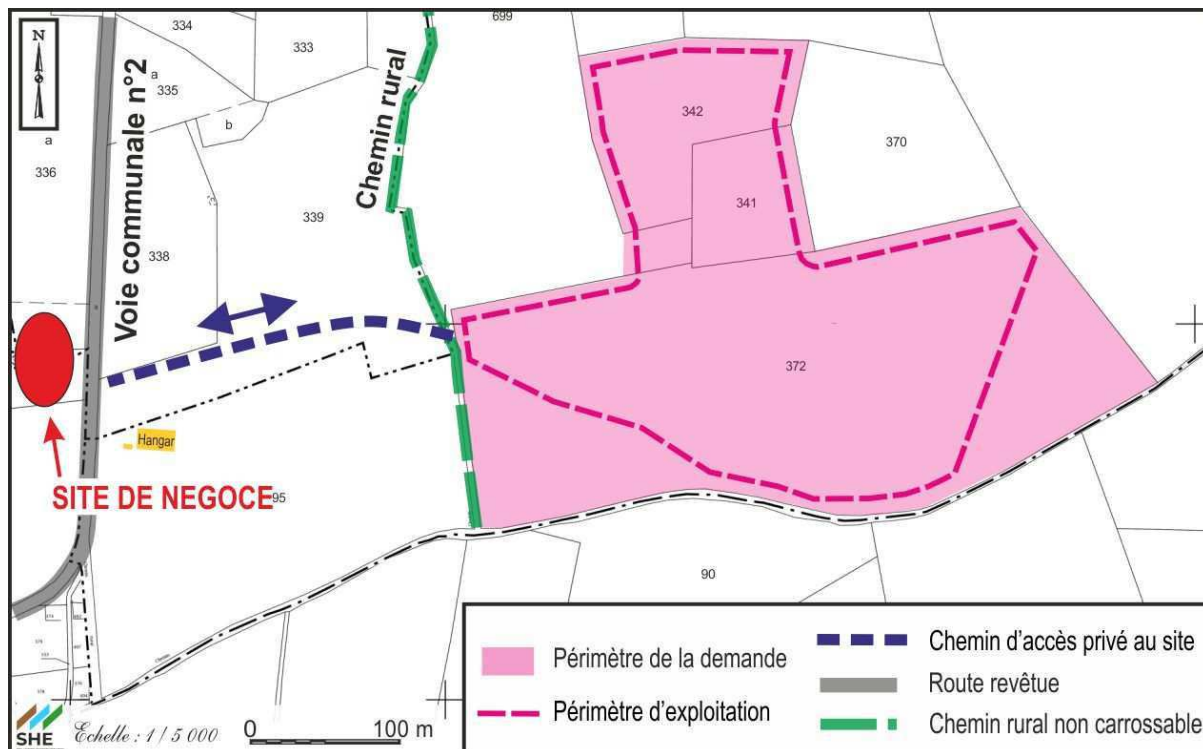 N
334
333
699
a
335
b
a
336
Voie communale n°2
Chemin rural
342
370
341
339
338
372
Hangar
SITE DE NEGOCE
95
90
Périmètre de la demande
Périmètre d'exploitation
Chemin d'accès privé au site
Route revêtue
Chemin rural non carrossable
SHE
Echelle : 1 / 5 000
0 100 m